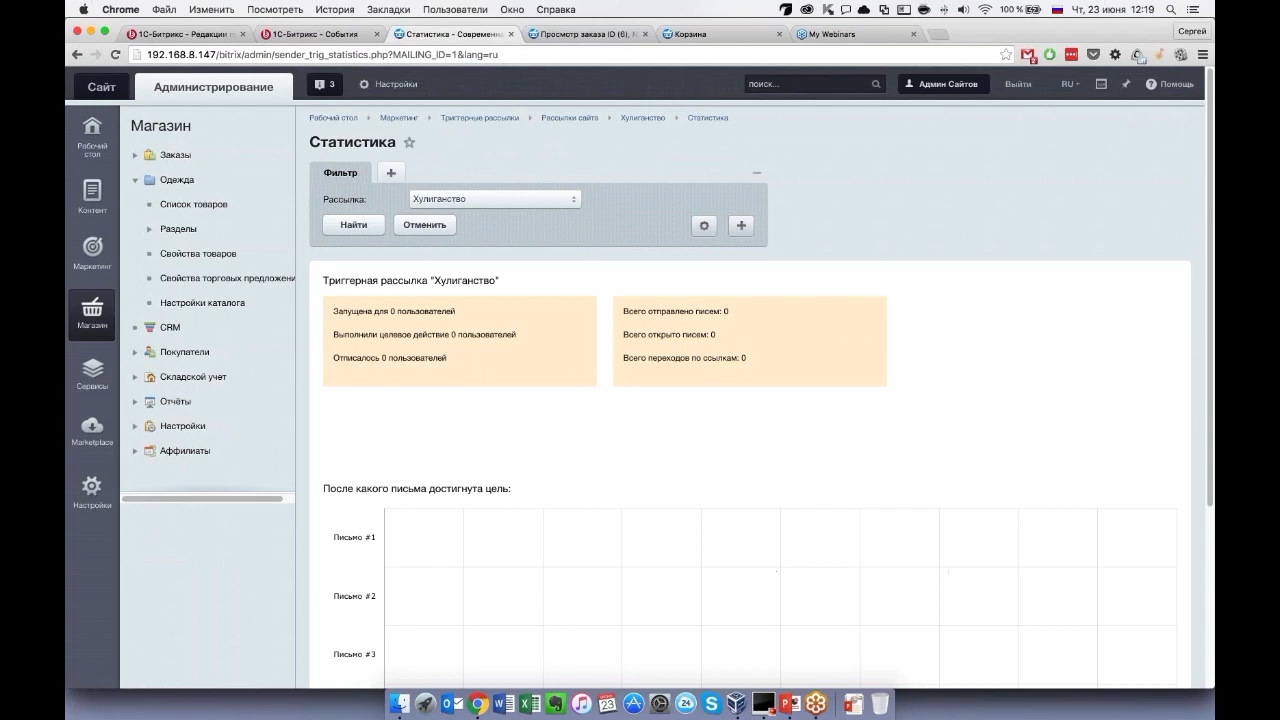 Chrome Файл Изменить Посмотреть История Закладки Пользователи Окно Справка 100 % Чт, 23 июня 12:19
1С-Битрикс - Редакции 1С-Битрикс - События Статистика - Современн Просмотр заказа ID (6), N Корзина My Webinars Сергей
192.168.8.147/bitrix/admin/sender_trig_statistics.php?MAILING_ID=1&lang=ru
Сайт Администрирование 3 Настройки поиск... Админ Сайтов Выйти RU Помощь
Рабочий стол
Контент
Маркетинг
Магазин
Сервисы
Marketplace
Настройки
Магазин
Заказы
Одежда
Список товаров
Разделы
Свойства товаров
Свойства торговых предложени
Настройки каталога
CRM
Покупатели
Складской учет
Отчёты
Настройки
Аффилиаты
Рабочий стол Маркетинг Триггерные рассылки Рассылки сайта Хулиганство Статистика
Статистика
Фильтр
Рассылка: Хулиганство
Найти Отменить
Триггерная рассылка "Хулиганство"
Запущена для 0 пользователей
Выполнили целевое действие 0 пользователей
Отписалось 0 пользователей
Всего отправлено писем: 0
Всего открыто писем: 0
Всего переходов по ссылкам: 0
После какого письма достигнута цель:
Письмо #1
Письмо #2
Письмо #3
23 24